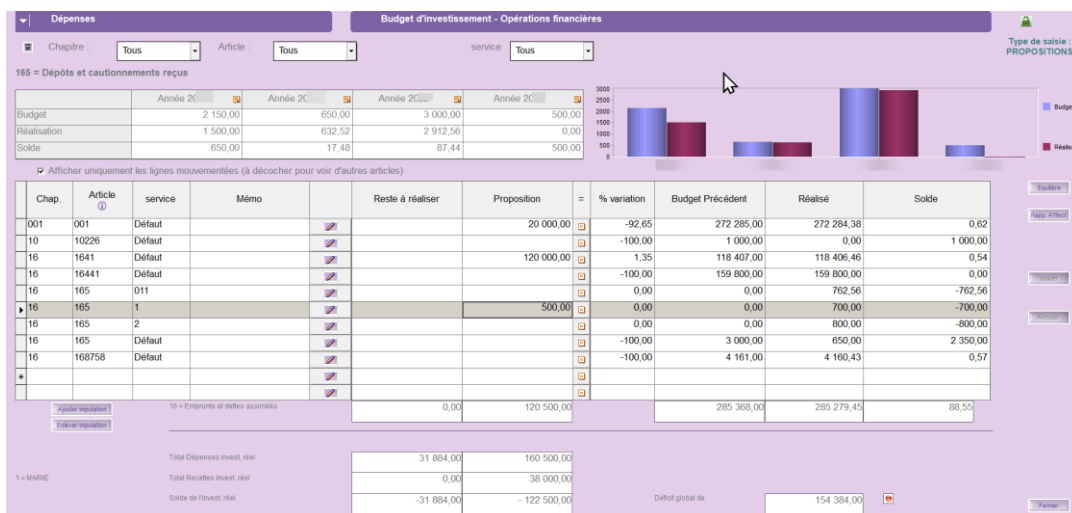 Dépenses Budget d'investissement - Opérations financières
Type de saisie :
PROPOSITIONS
Chapitre : Tous Article : Tous service Tous
165 = Dépôts et cautionnements reçus
Année 20 Année 20 Année 20 Année 20
Budget 2 150,00 650,00 3 000,00 500,00
Réalisation 1 500,00 632,52 2 912,56 0,00
Solde 650,00 17,48 87,44 500,00
3000
2500
2000
1500
1000
500
0
Afficher uniquement les lignes mouvementées (à décocher pour voir d'autres articles)
Chap. Article service Mémo Reste à réaliser Proposition = % variation Budget Précédent Réalisé Solde
001 001 Défaut 20 000,00 -92,65 272 285,00 272 284,38 0,62
10 10226 Défaut -100,00 1 000,00 0,00 1 000,00
16 1641 Défaut 120 000,00 1,35 118 407,00 118 406,46 0,54
16 16441 Défaut -100,00 159 800,00 159 800,00 0,00
16 165 011 0,00 0,00 762,56 -762,56
16 165 1 500,00 0,00 0,00 700,00 -700,00
16 165 2 0,00 0,00 800,00 -800,00
16 165 Défaut -100,00 3 000,00 650,00 2 350,00
16 168758 Défaut -100,00 4 161,00 4 160,43 0,57
Equilibre
Rapp. Affect
Annuler
Ajouter imputation
Enlever imputation
16 = Emprunts et dettes assimilés 0,00 120 500,00 285 368,00 285 279,45 88,55
Total Dépenses Invest. réel 31 884,00 160 500,00
1 = MAIRIE Total Recettes Invest. réel 0,00 38 000,00
Solde de l'Invest. réel -31 884,00 - 122 500,00 Déficit global de 154 384,00
Fermer